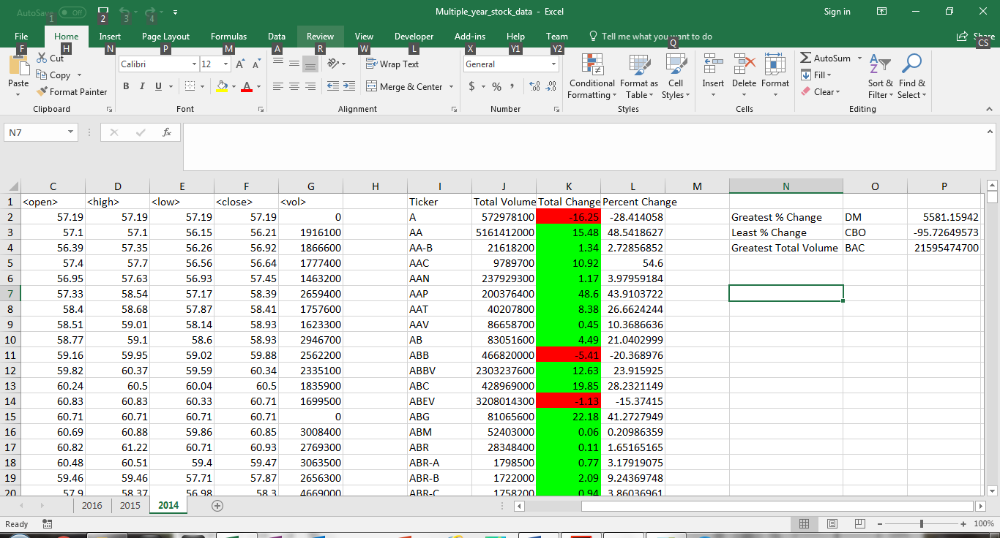 AutoSave Off Multiple_year_stock_data - Excel Sign in
1 2 3 4
File Home Insert Page Layout Formulas Data Review View Developer Add-ins Help Team Tell me what you want to do Share
F H N P M A R W L X Y1 Y2 Q CS
Paste Cut Copy Format Painter
Calibri 12 B I U A A A
Wrap Text Merge & Center
General $ % , .0 .00 .00 .0
Conditional Formatting Format as Table Cell Styles
Insert Delete Format
AutoSum Fill Clear Sort & Filter Find & Select
Clipboard Font Alignment Number Styles Cells Editing
N7 fx
C D E F G H I J K L M N O P
1 <open> <high> <low> <close> <vol> Ticker Total Volume Total Change Percent Change
2 57.19 57.19 57.19 57.19 0 A 572978100 -16.25 -28.414058 Greatest % Change DM 5581.15942
3 57.1 57.1 56.15 56.21 1916100 AA 5161412000 15.48 48.5418627 Least % Change CBO -95.72649573
4 56.39 57.35 56.26 56.92 1866600 AA-B 21618200 1.34 2.72856852 Greatest Total Volume BAC 21595474700
5 57.4 57.7 56.56 56.64 1777400 AAC 9789700 10.92 54.6
6 56.95 57.63 56.93 57.45 1463200 AAN 237929300 1.17 3.97959184
7 57.33 58.54 57.17 58.39 2659400 AAP 200376400 48.6 43.9103722
8 58.4 58.68 57.87 58.41 1757600 AAT 40207800 8.38 26.6624244
9 58.51 59.01 58.14 58.93 1623300 AAV 86658700 0.45 10.3686636
10 58.77 59.1 58.6 58.93 2946700 AB 83051600 4.49 21.0402999
11 59.16 59.95 59.02 59.88 2562200 ABB 466820000 -5.41 -20.368976
12 59.82 60.37 59.59 60.34 2335100 ABBV 2303237600 12.63 23.915925
13 60.24 60.5 60.04 60.5 1835900 ABC 428969000 19.85 28.2321149
14 60.83 60.83 60.33 60.71 1699500 ABEV 3208014300 -1.13 -15.37415
15 60.71 60.71 60.71 60.71 0 ABG 81065600 22.18 41.2727949
16 60.69 60.88 59.86 60.85 3008400 ABM 52403000 0.06 0.20986359
17 60.82 61.22 60.71 60.93 2769300 ABR 28348400 0.11 1.65165165
18 60.48 60.51 59.4 59.47 3063500 ABR-A 1798500 0.77 3.17919075
19 59.46 59.46 57.71 57.87 2656300 ABR-B 1722000 2.09 9.24369748
20 57.9 58.37 56.98 58.3 4669000 ABR-C 1758200 0.94 3.86036961
2016 2015 2014
Ready 100%